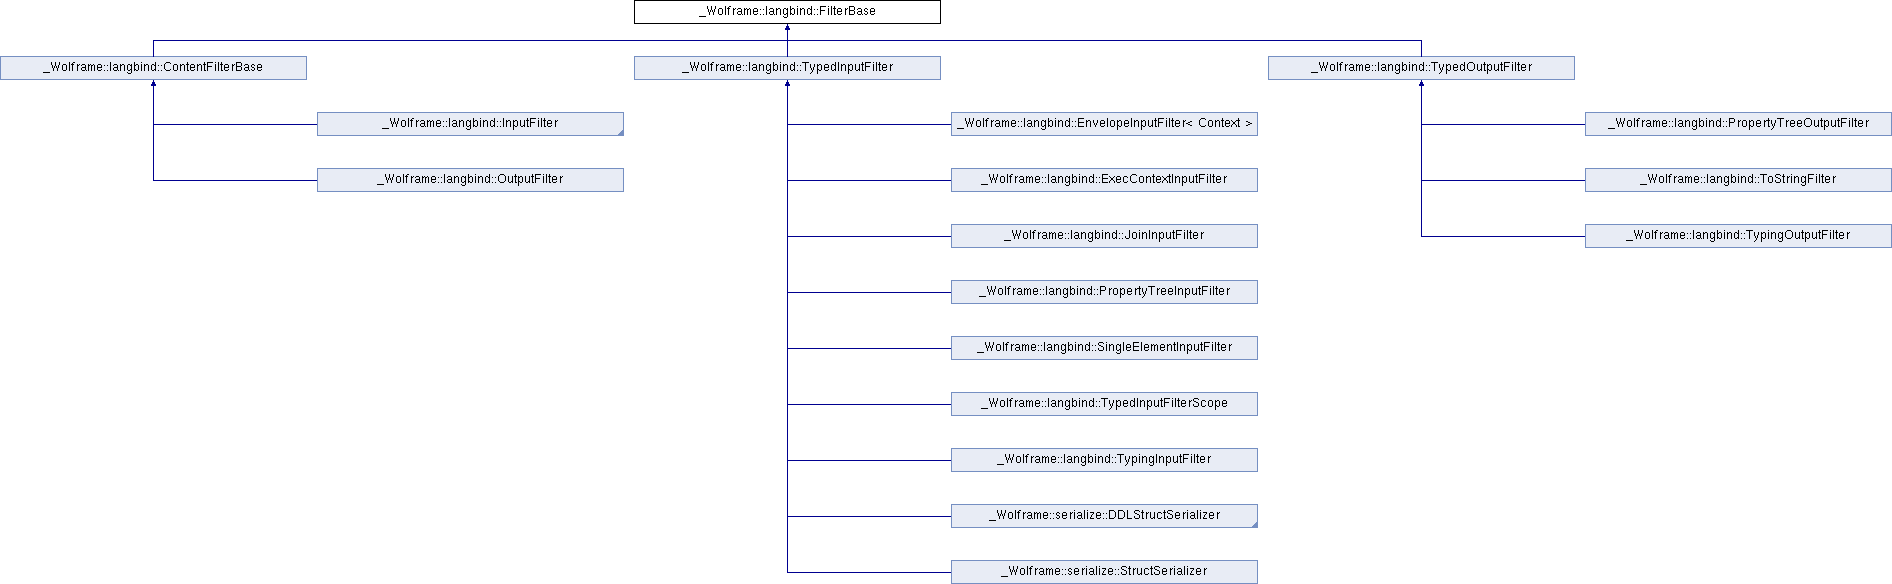 _Wolframe::langbind::FilterBase
_Wolframe::langbind::ContentFilterBase
_Wolframe::langbind::TypedInputFilter
_Wolframe::langbind::TypedOutputFilter
_Wolframe::langbind::InputFilter
_Wolframe::langbind::EnvelopeInputFilter< Context >
_Wolframe::langbind::PropertyTreeOutputFilter
_Wolframe::langbind::OutputFilter
_Wolframe::langbind::ExecContextInputFilter
_Wolframe::langbind::ToStringFilter
_Wolframe::langbind::JoinInputFilter
_Wolframe::langbind::TypingOutputFilter
_Wolframe::langbind::PropertyTreeInputFilter
_Wolframe::langbind::SingleElementInputFilter
_Wolframe::langbind::TypedInputFilterScope
_Wolframe::langbind::TypingInputFilter
_Wolframe::serialize::DDLStructSerializer
_Wolframe::serialize::StructSerializer